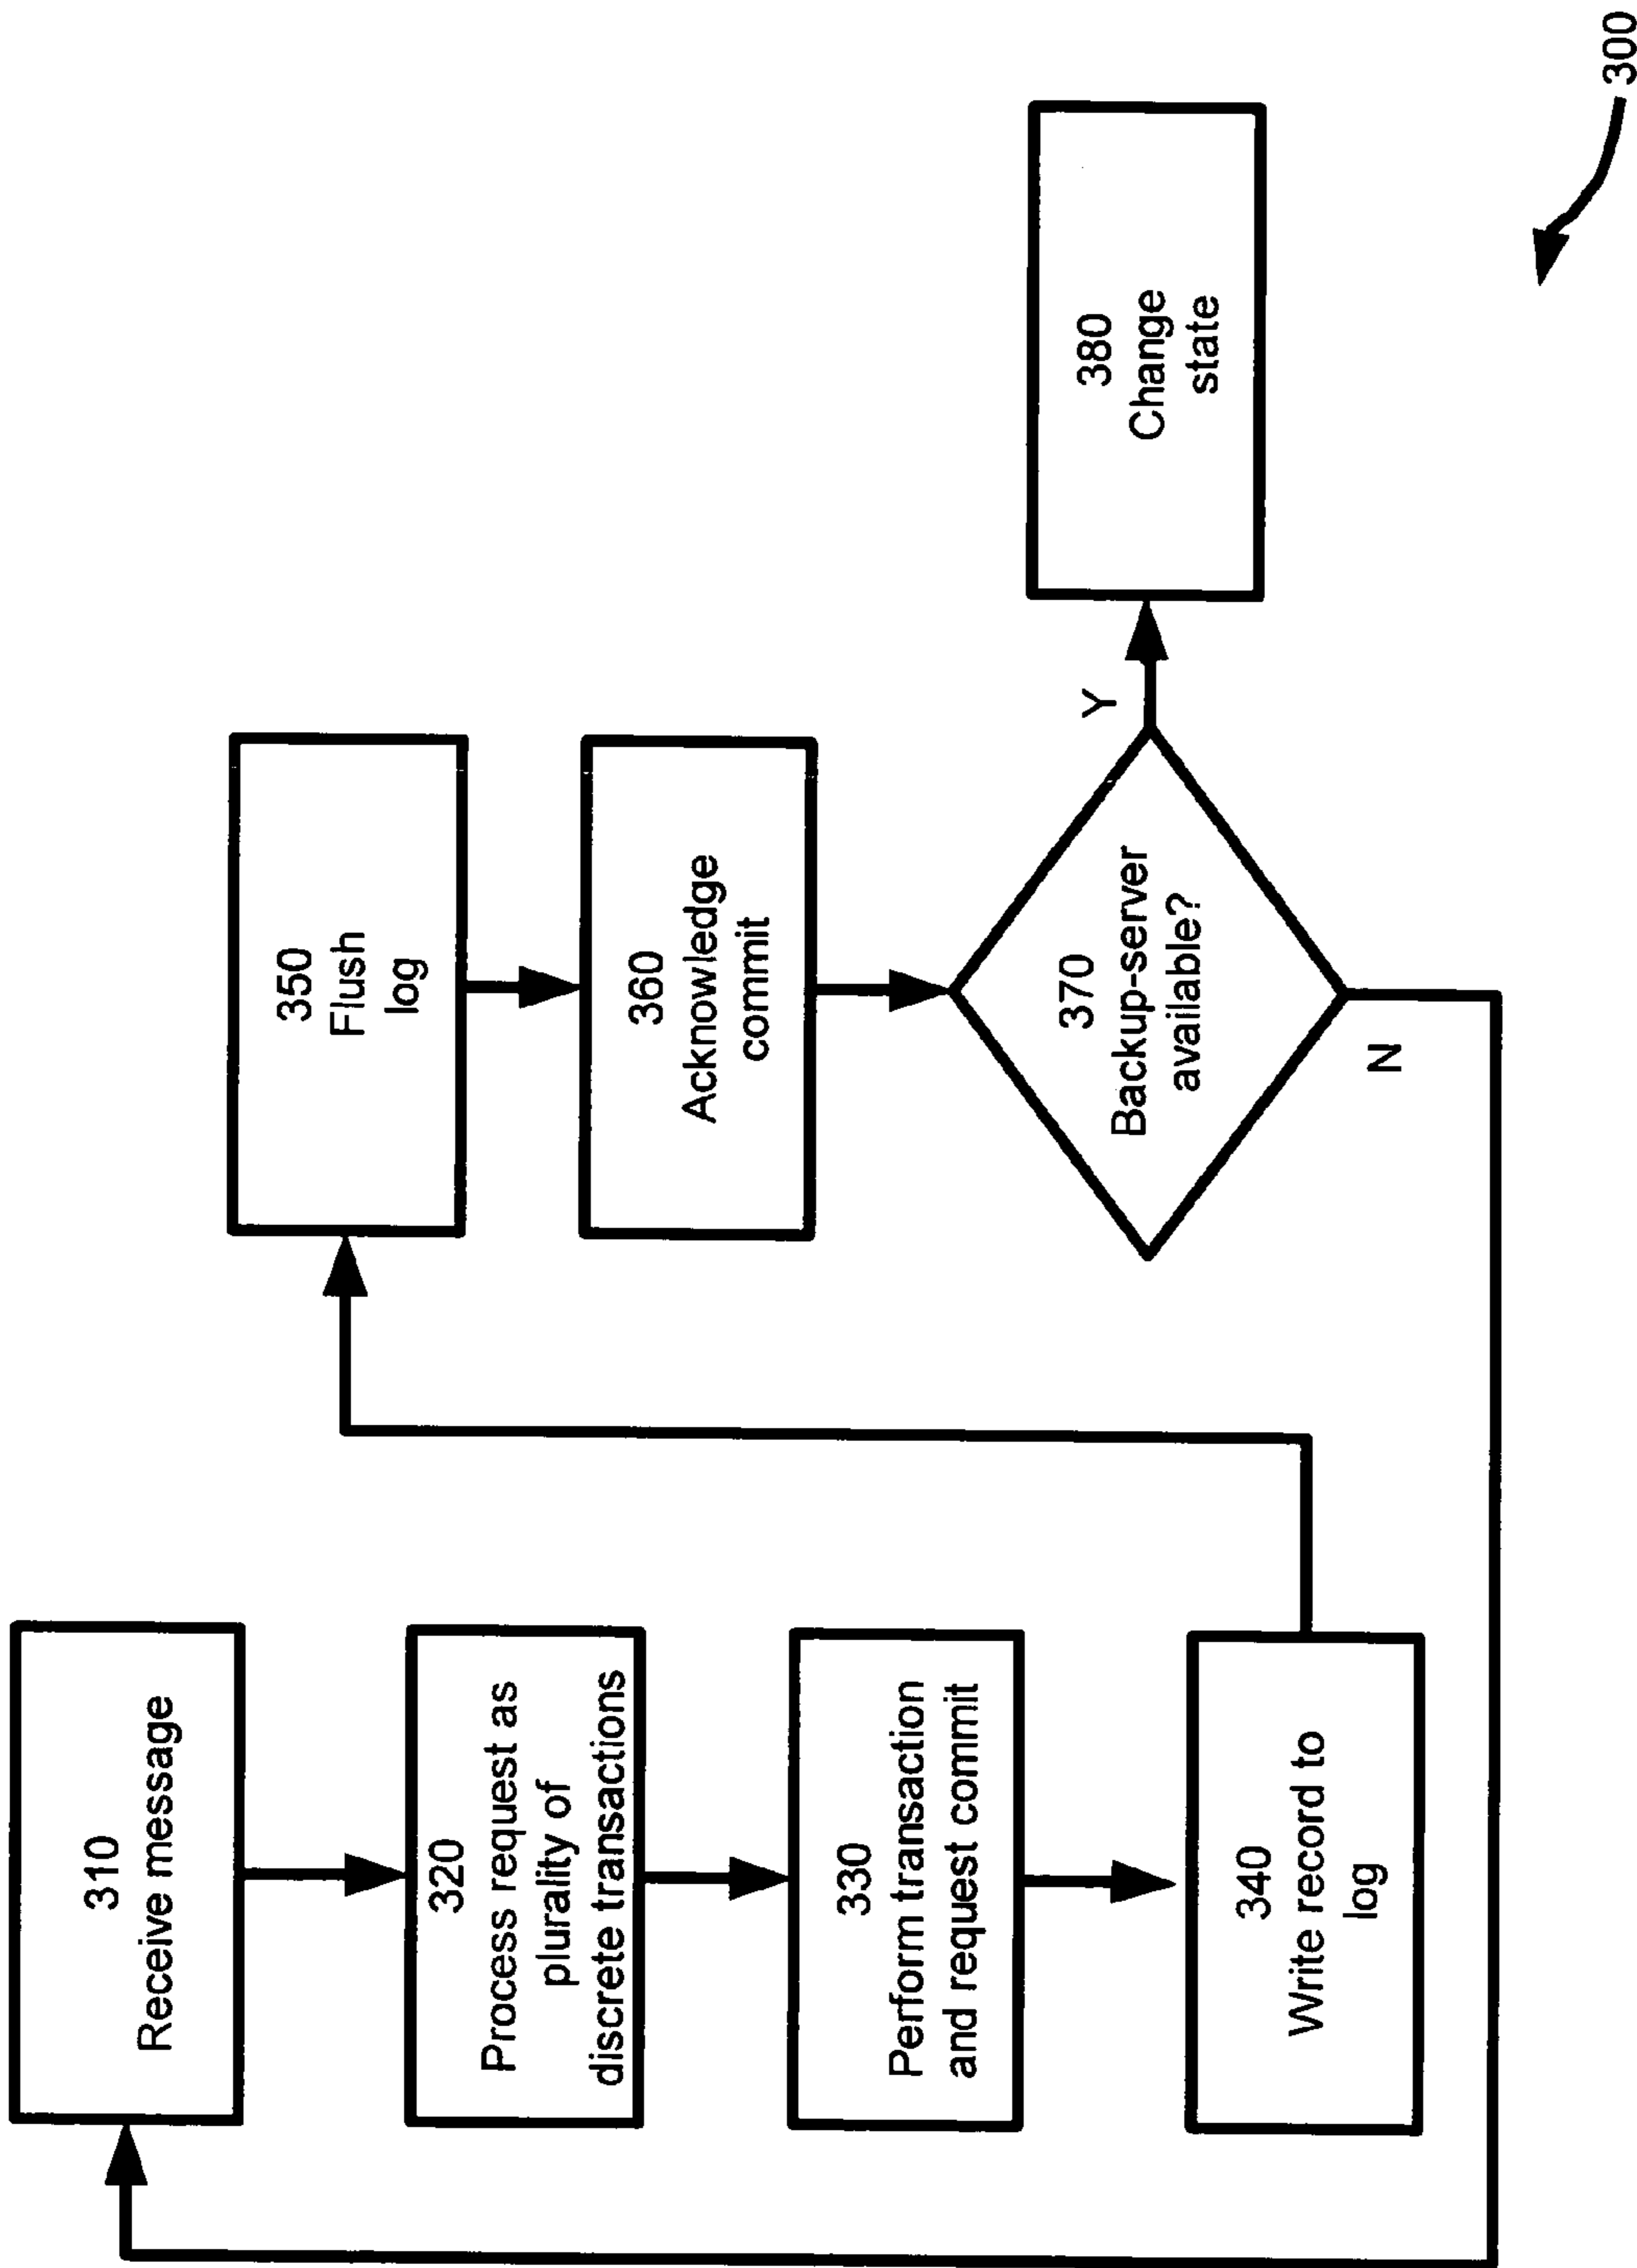 310
Receive message
320
Process request as
plurality of
discrete transactions
330
Perform transaction
and request commit
340
Write record to
log
350
Flush
log
360
Acknowledge
commit
370
Backup-server
available?
Y
N
380
Change
state
300